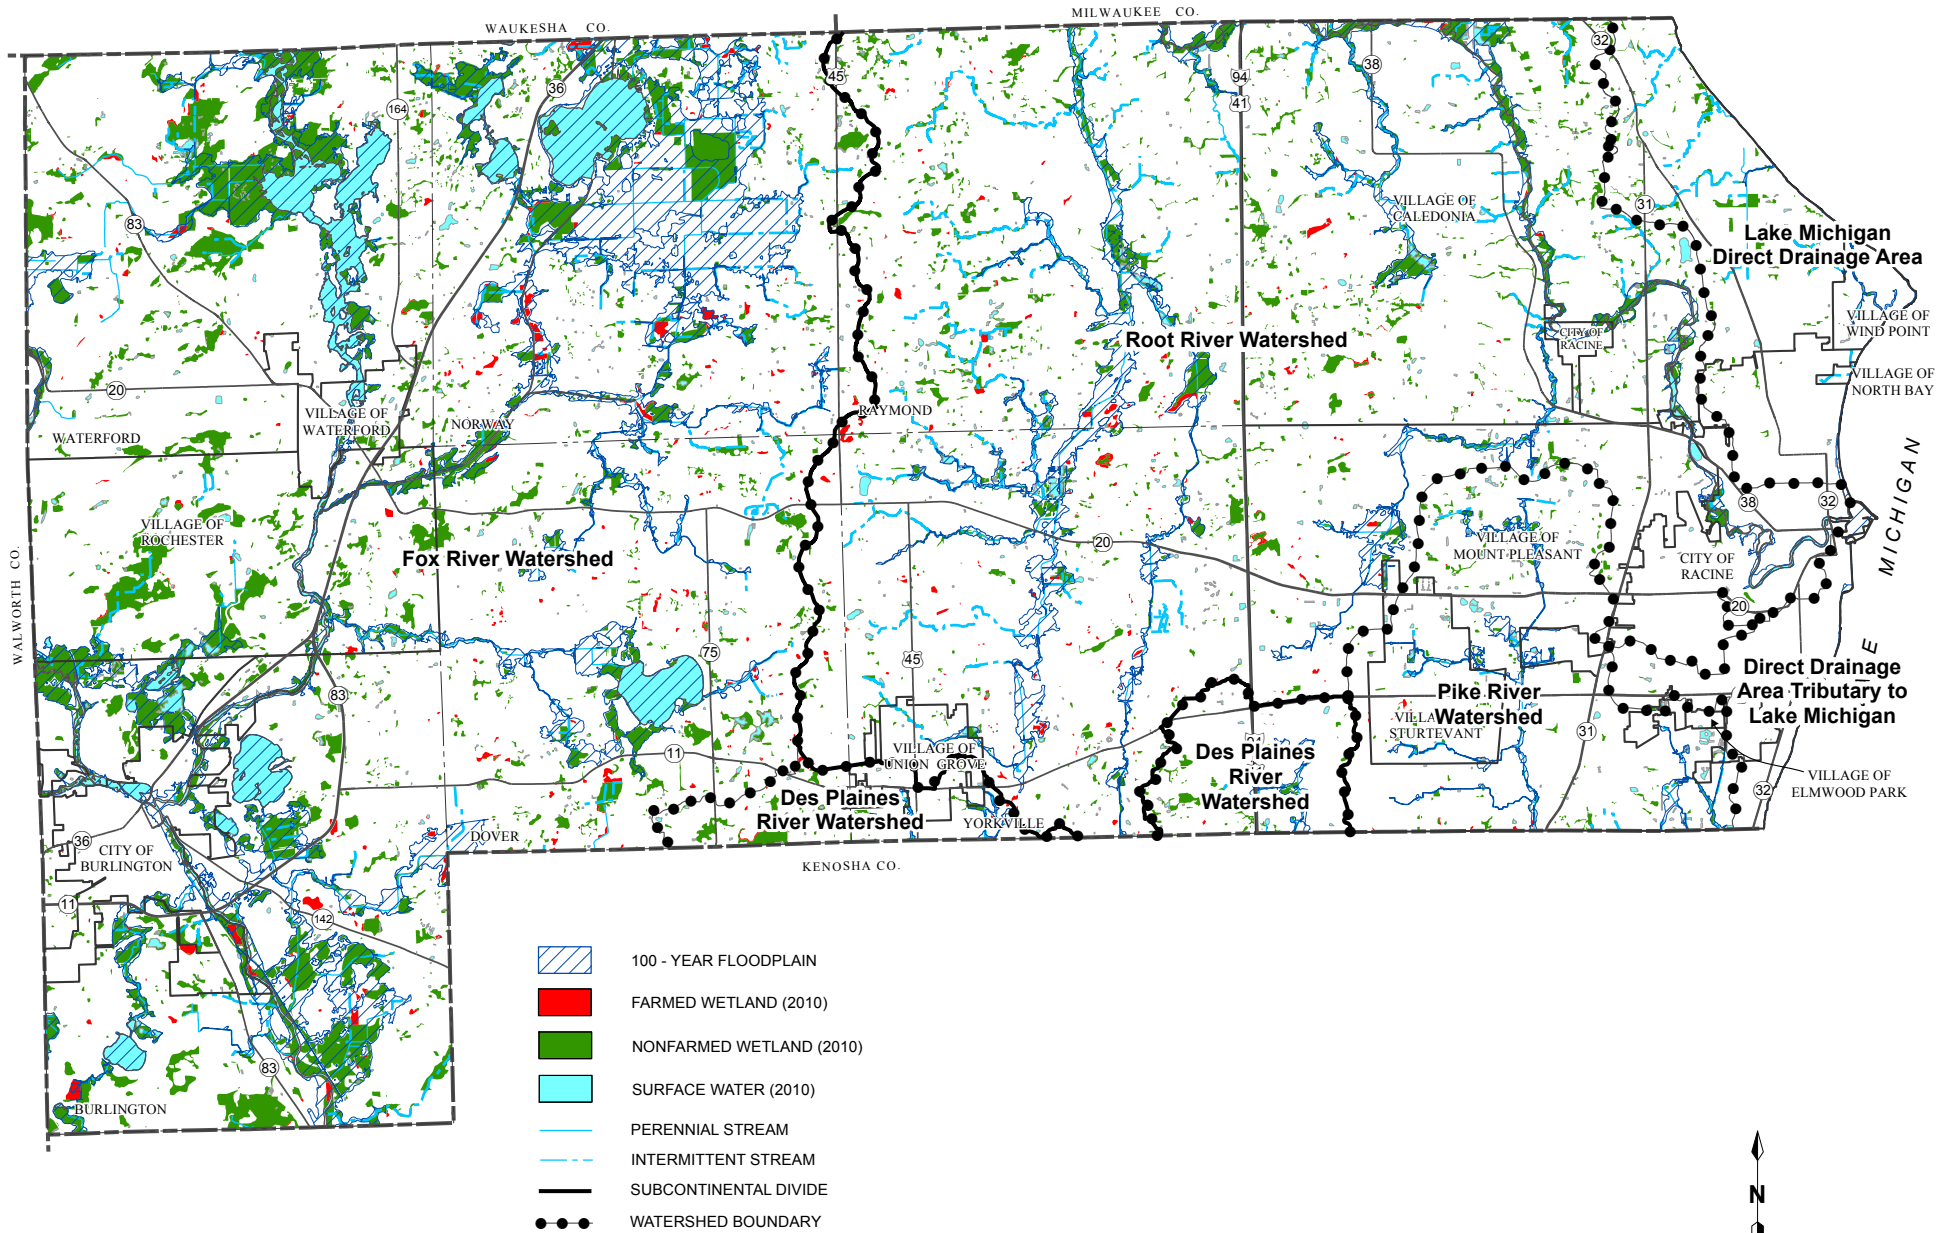 WAUKESHA CO.
MILWAUKEE CO.
32
45
38
94
41
36
164
83
31
VILLAGE OF
CALEDONIA
Lake Michigan
Direct Drainage Area
VILLAGE OF
WIND POINT
CITY OF
RACINE
Root River Watershed
VILLAGE OF
NORTH BAY
20
VILLAGE OF
WATERFORD
WATERFORD
NORWAY
RAYMOND
MICHIGAN
38
32
VILLAGE OF
ROCHESTER
Fox River Watershed
20
VILLAGE OF
MOUNT PLEASANT
CITY OF
RACINE
WALWORTH CO.
20
75
45
83
E
Direct Drainage
Area Tributary to
Lake Michigan
Pike River
Watershed
STURTEVANT
31
11
VILLAGE OF
UNION GROVE
Des Plaines
River
Watershed
VILLAGE OF
ELMWOOD PARK
32
Des Plaines
River Watershed
YORKVILLE
DOVER
36
CITY OF
BURLINGTON
KENOSHA CO.
11
142
83
BURLINGTON
100 - YEAR FLOODPLAIN
FARMED WETLAND (2010)
NONFARMED WETLAND (2010)
SURFACE WATER (2010)
PERENNIAL STREAM
INTERMITTENT STREAM
SUBCONTINENTAL DIVIDE
WATERSHED BOUNDARY
N